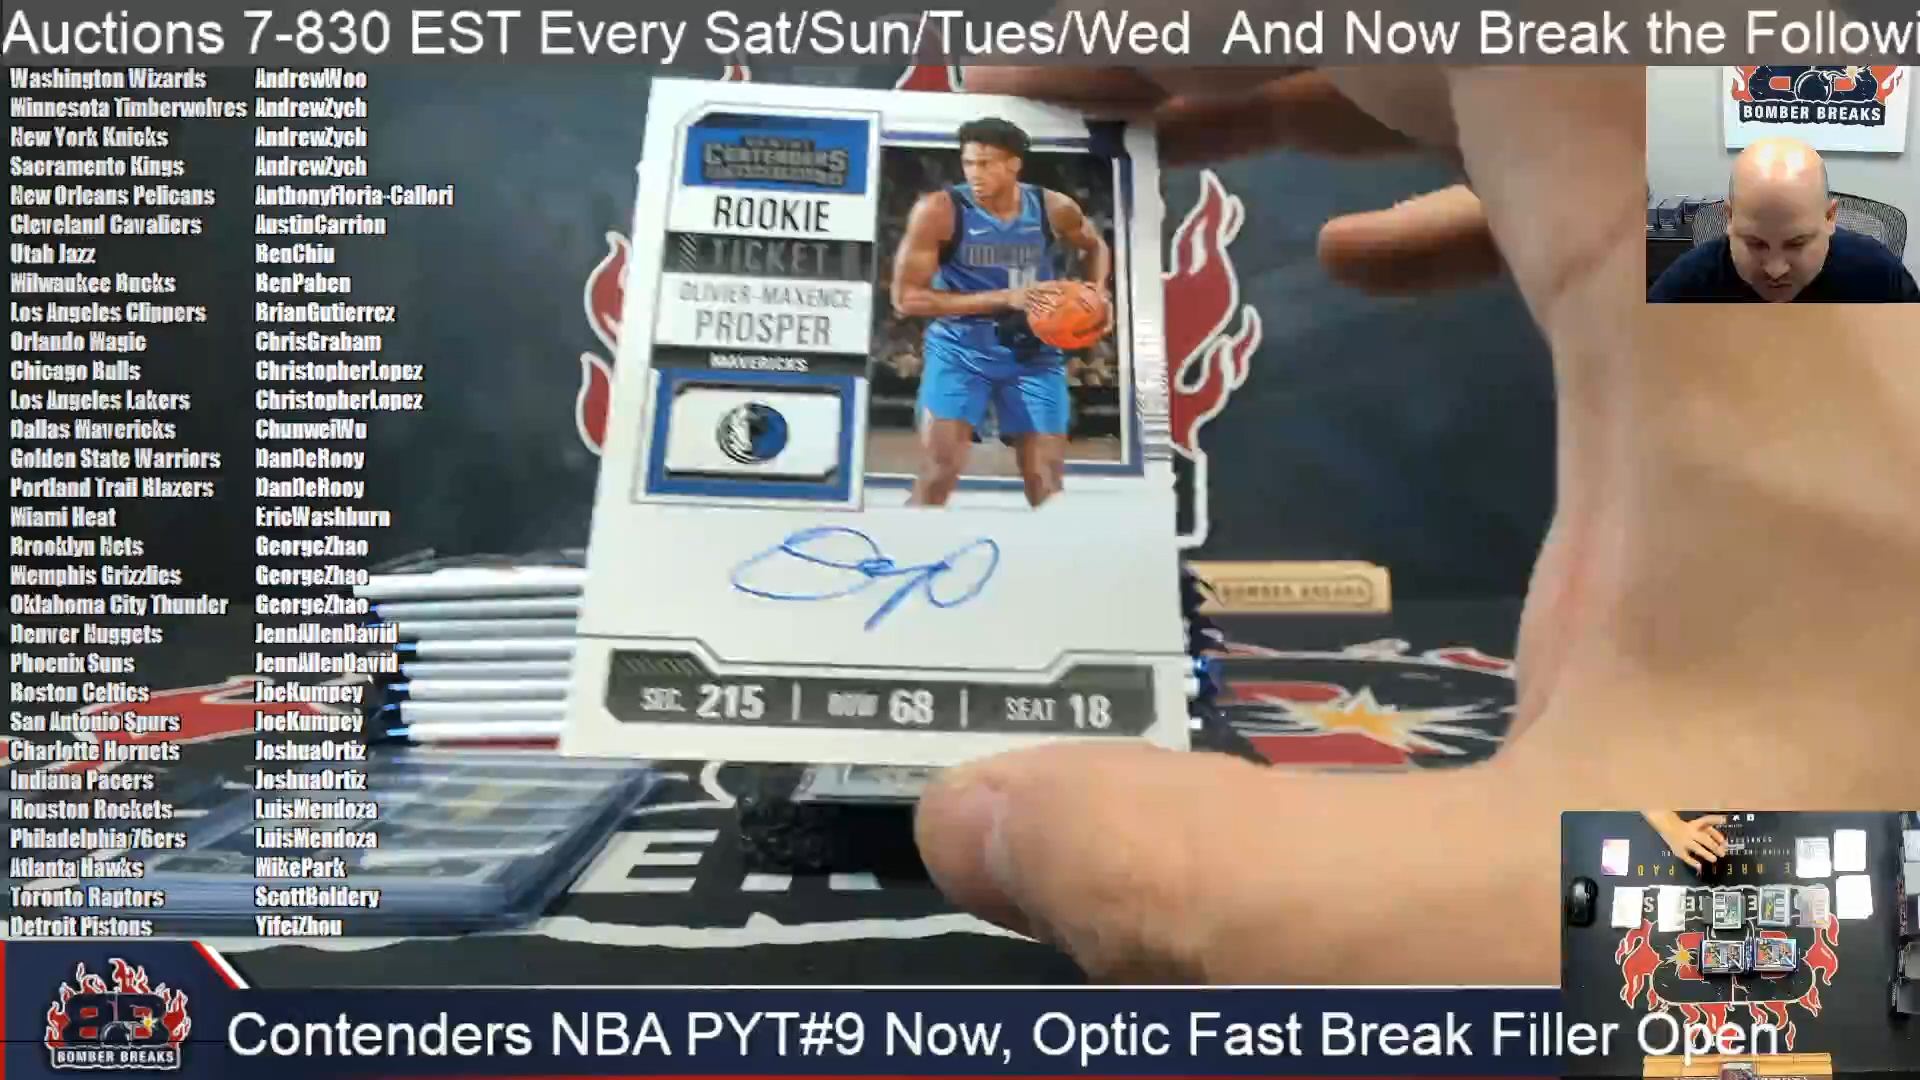 Auctions 7-830 EST Every Sat/Sun/Tues/Wed And Now Break the Followi
Washington Wizards AndrewWoo
Minnesota Timberwolves AndrewZych
New York Knicks AndrewZych
Sacramento Kings AndrewZych
New Orleans Pelicans AnthonyFloria-Callori
Cleveland Cavaliers AustinCarrion
Utah Jazz BenChiu
Milwaukee Bucks BenPaben
Los Angeles Clippers BrianGutierrez
Orlando Magic ChrisGraham
Chicago Bulls ChristopherLopez
Los Angeles Lakers ChristopherLopez
Dallas Mavericks ChunweiWu
Golden State Warriors DanDeHooy
Portland Trail Blazers DanDeHooy
Miami Heat EricWashburn
Brooklyn Nets GeorgeZhao
Memphis Grizzlies GeorgeZhao
Oklahoma City Thunder GeorgeZhao
Denver Nuggets JennAllenDavid
Phoenix Suns JennAllenDavid
Boston Celtics JoeKumpey
San Antonio Spurs JoeKumpey
Charlotte Hornets JoshuaOrtiz
Indiana Pacers JoshuaOrtiz
Houston Rockets LuisMendoza
Philadelphia 76ers LuisMendoza
Atlanta Hawks MikePark
Toronto Raptors ScottBoldery
Detroit Pistons YifeiZhou
CONTENDERS
ROOKIE
TICKET
OLIVIER-MAXENCE
PROSPER
MAVERICKS
SEC. 215 | ROW 68 | SEAT 18
BOMBER BREAKS
BOMBER BREAKS
BOMBER BREAKS
Contenders NBA PYT#9 Now, Optic Fast Break Filler Open